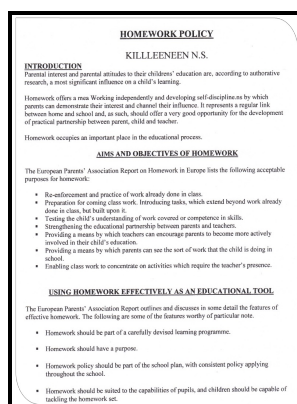 HOMEWORK POLICY
KILLLEENEEN N.S.
INTRODUCTION
Parental interest and parental attitudes to their childrens' education are, according to authorative
research, a most significant influence on a child's learning.
Homework offers a mea Working independently and developing self-discipline.ns by which
parents can demonstrate their interest and channel their influence. It represents a regular link
between home and school and, as such, should offer a very good opportunity for the development
of practical partnership between parent, child and teacher.
Homework occupies an important place in the educational process.
AIMS AND OBJECTIVES OF HOMEWORK
The European Parents' Association Report on Homework in Europe lists the following acceptable
purposes for homework:
▪ Re-enforcement and practice of work already done in class.
▪ Preparation for coming class work. Introducing tasks, which extend beyond work already
done in class, but built upon it.
▪ Testing the child's understanding of work covered or competence in skills.
▪ Strengthening the educational partnership between parents and teachers.
▪ Providing a means by which teachers can encourage parents to become more actively
involved in their child's education.
▪ Providing a means by which parents can see the sort of work that the child is doing in
school.
▪ Enabling class work to concentrate on activities which require the teacher's presence.
USING HOMEWORK EFFECTIVELY AS AN EDUCATIONAL TOOL
The European Parents' Association Report outlines and discusses in some detail the features of
effective homework. The following are some of the features worthy of particular note.
▪ Homework should be part of a carefully devised learning programme.
▪ Homework should have a purpose.
▪ Homework policy should be part of the school plan, with consistent policy applying
throughout the school.
▪ Homework should be suited to the capabilities of pupils, and children should be capable of
tackling the homework set.